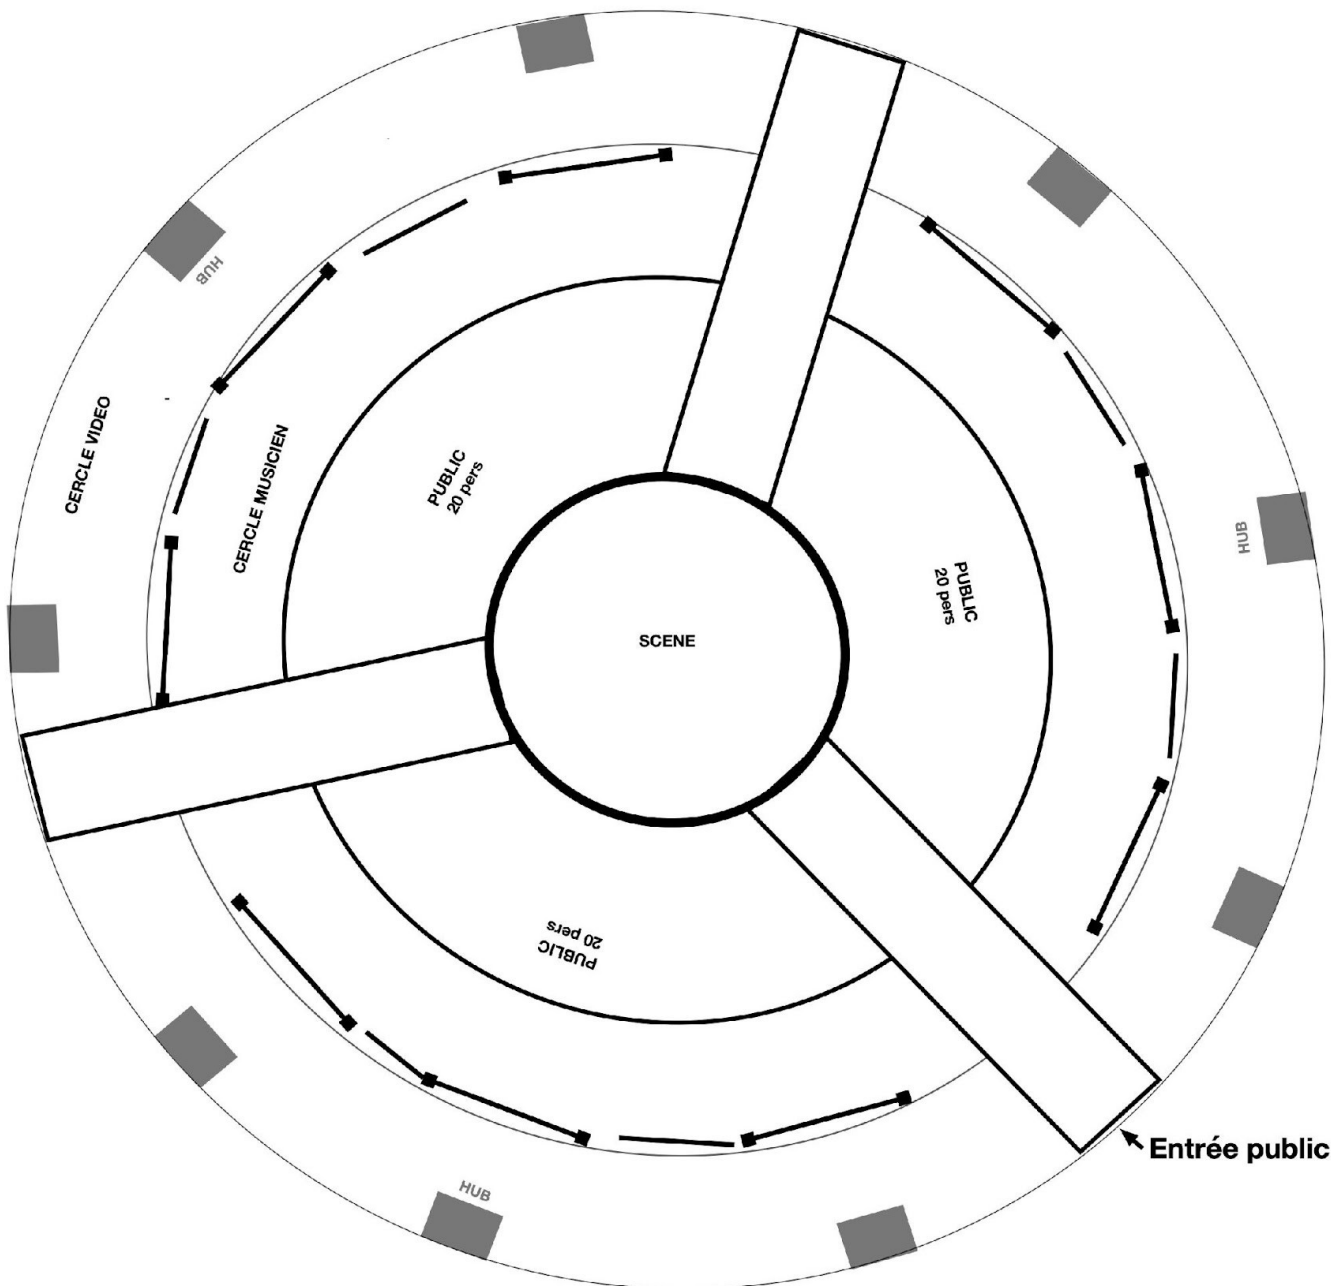 HUB
CERCLE VIDEO
CERCLE MUSICIEN
PUBLIC
20 pers
HUB
PUBLIC
20 pers
SCENE
PUBLIC
20 pers
Entrée public
HUB